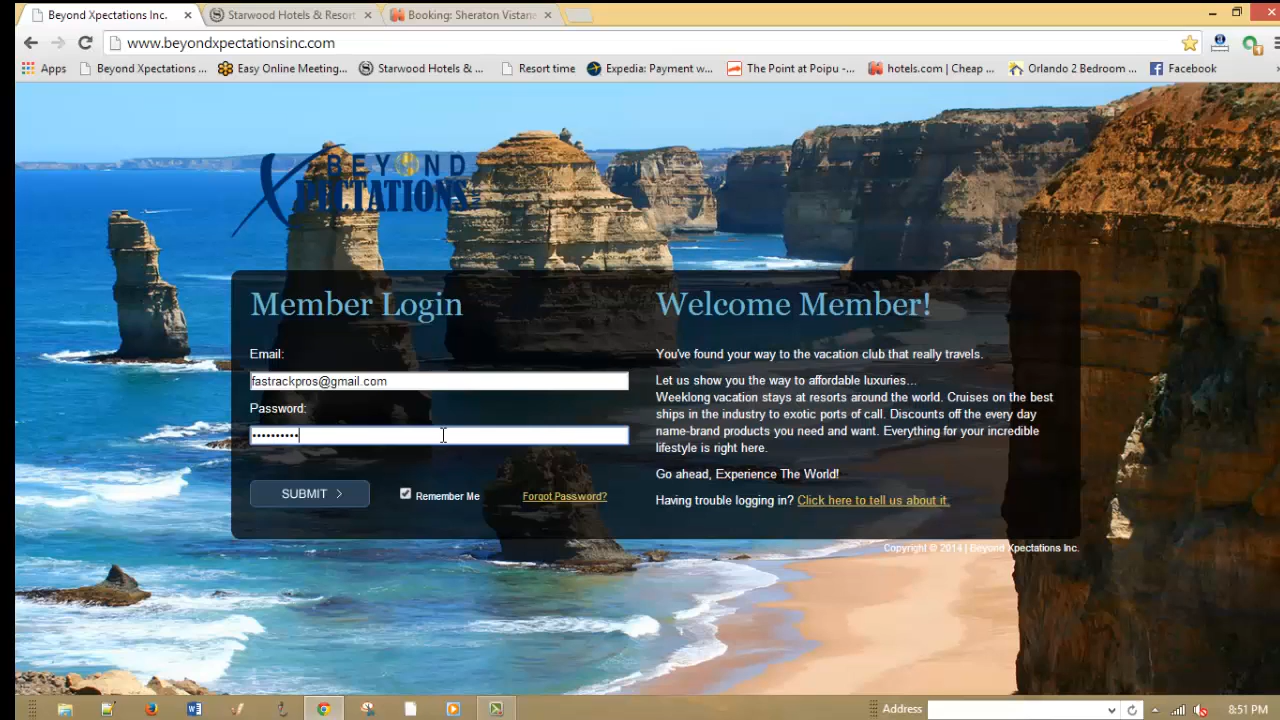 Beyond Xpectations Inc.
Starwood Hotels & Resort
Booking: Sheraton Vistana
www.beyondxpectationsinc.com
Apps
Beyond Xpectations ...
Easy Online Meeting...
Starwood Hotels & ...
Resort time
Expedia: Payment w...
The Point at Poipu -...
hotels.com | Cheap ...
Orlando 2 Bedroom ...
Facebook
BEYOND
XPECTATIONS
Member Login
Email:
fastrackpros@gmail.com
Password:
••••••••••
SUBMIT
Remember Me
Forgot Password?
Welcome Member!
You've found your way to the vacation club that really travels.
Let us show you the way to affordable luxuries...
Weeklong vacation stays at resorts around the world. Cruises on the best
ships in the industry to exotic ports of call. Discounts off the every day
name-brand products you need and want. Everything for your incredible
lifestyle is right here.
Go ahead, Experience The World!
Having trouble logging in? Click here to tell us about it.
Copyright © 2014 | Beyond Xpectations Inc.
Address
8:51 PM